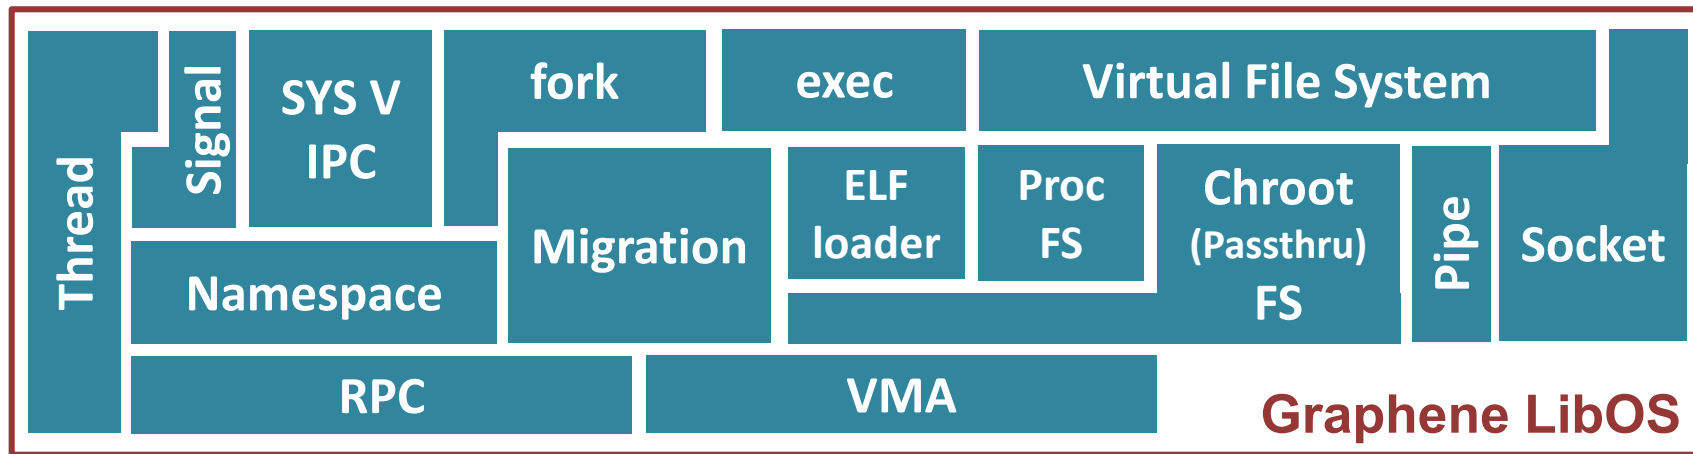 Thread
Signal
SYS V
IPC
fork
exec
Virtual File System
Namespace
Migration
ELF
loader
Proc
FS
Chroot
(Passthru)
FS
Pipe
Socket
RPC
VMA
Graphene LibOS